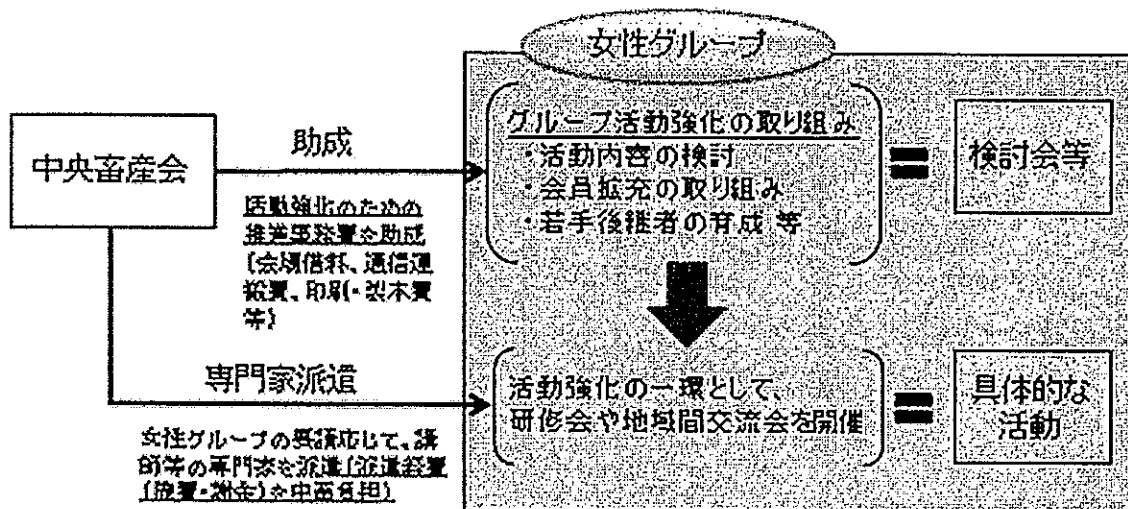 女性グループ
中央畜産会
助成
活動強化のための
推進事務費を助成
(会場借料、通信運
搬費、印刷・製本費
等)
グループ活動強化の取り組み
・活動内容の検討
・会員拡充の取り組み
・若手後継者の育成 等
検討会等
専門家派遣
女性グループの要請応じて、講
師等の専門家を派遣(派遣経費
(旅費・謝金)を中畜負担)
活動強化の一環として、
研修会や地域間交流会を開催
具体的な
活動